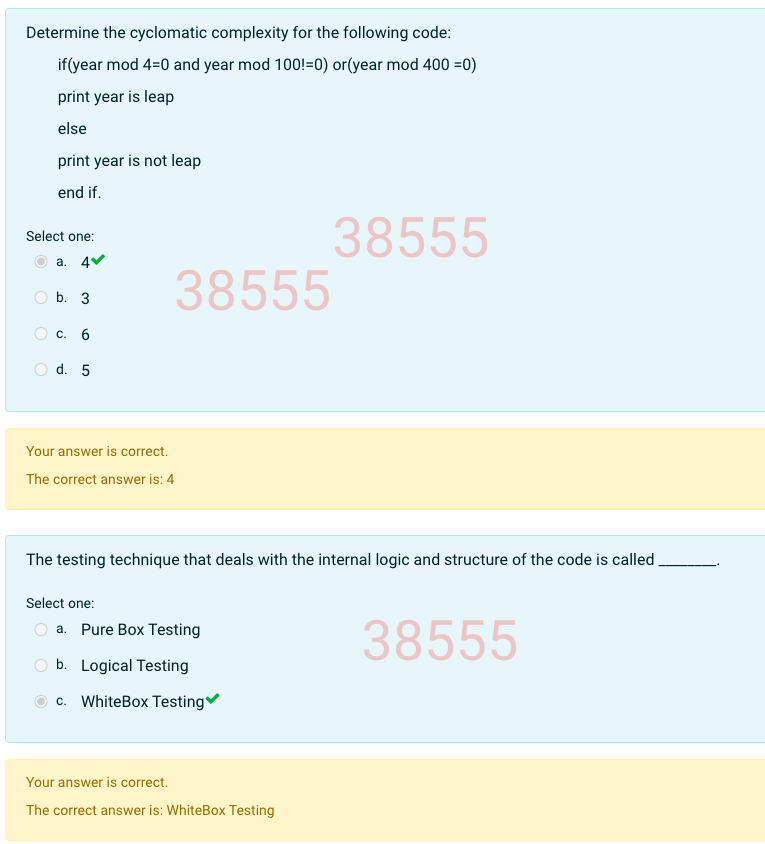 Determine the cyclomatic complexity for the following code:
if(year mod 4=0 and year mod 100!=0) or(year mod 400 =0)
print year is leap
else
print year is not leap
end if.
38555
Select one:
a. 4
38555
b. 3
c. 6
d. 5
Your answer is correct.
The correct answer is: 4
The testing technique that deals with the internal logic and structure of the code is called ________.
Select one:
38555
a. Pure Box Testing
b. Logical Testing
c. WhiteBox Testing
Your answer is correct.
The correct answer is: WhiteBox Testing